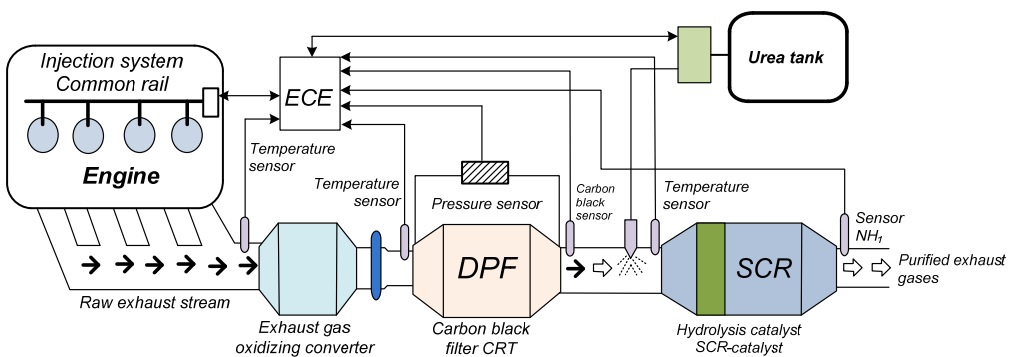 Injection system
Common rail
Engine
ECE
Urea tank
Temperature
sensor
Temperature
sensor
Pressure sensor
Carbon
black
sensor
Temperature
sensor
Sensor
NH₁
Raw exhaust stream
DPF
SCR
Purified exhaust
gases
Exhaust gas
oxidizing converter
Carbon black
filter CRT
Hydrolysis catalyst
SCR-catalyst